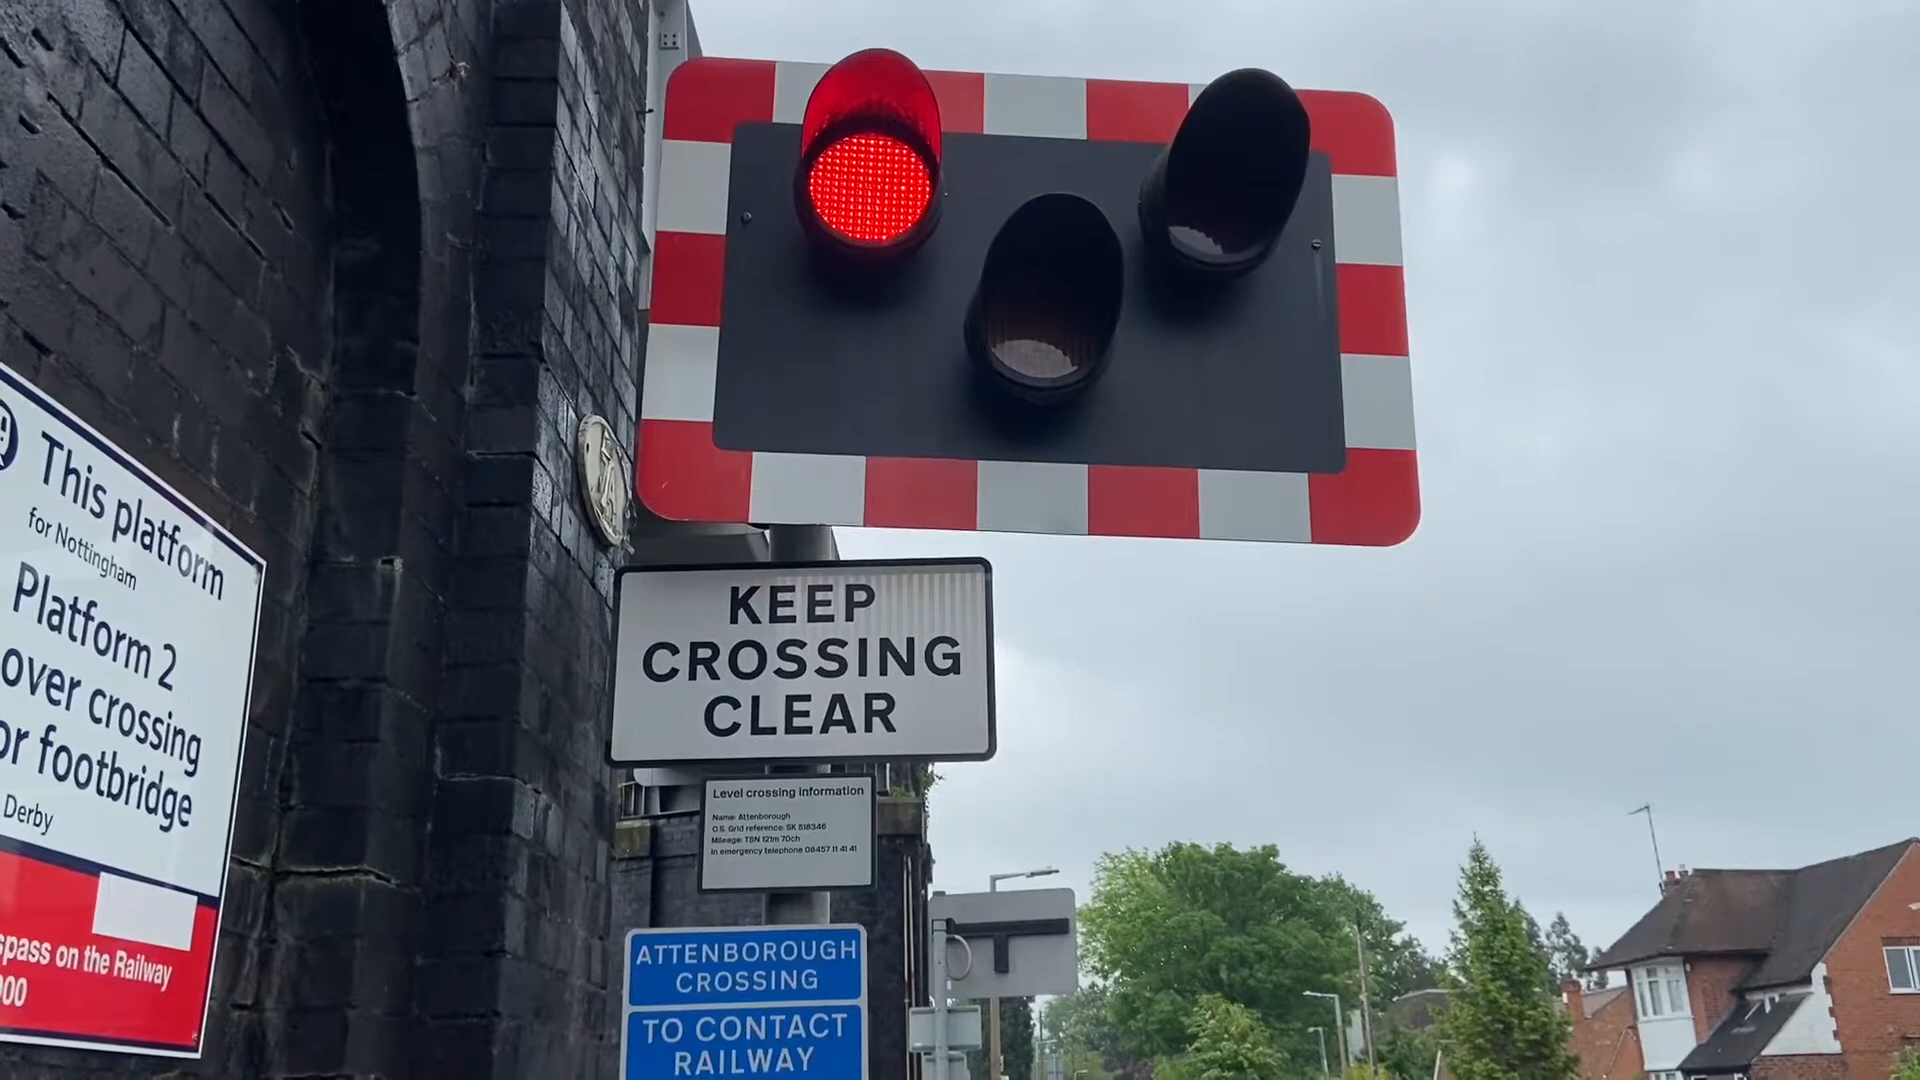 This platform
for Nottingham
Platform 2
over crossing
or footbridge
Derby
on the Railway
KEEP
CROSSING
CLEAR
Level crossing information
Name: Attenborough
O.S. Grid reference: SK 518346
Mileage: TSN 121m 70ch
In emergency telephone 08457 11 41 41
ATTENBOROUGH
CROSSING
TO CONTACT
RAILWAY